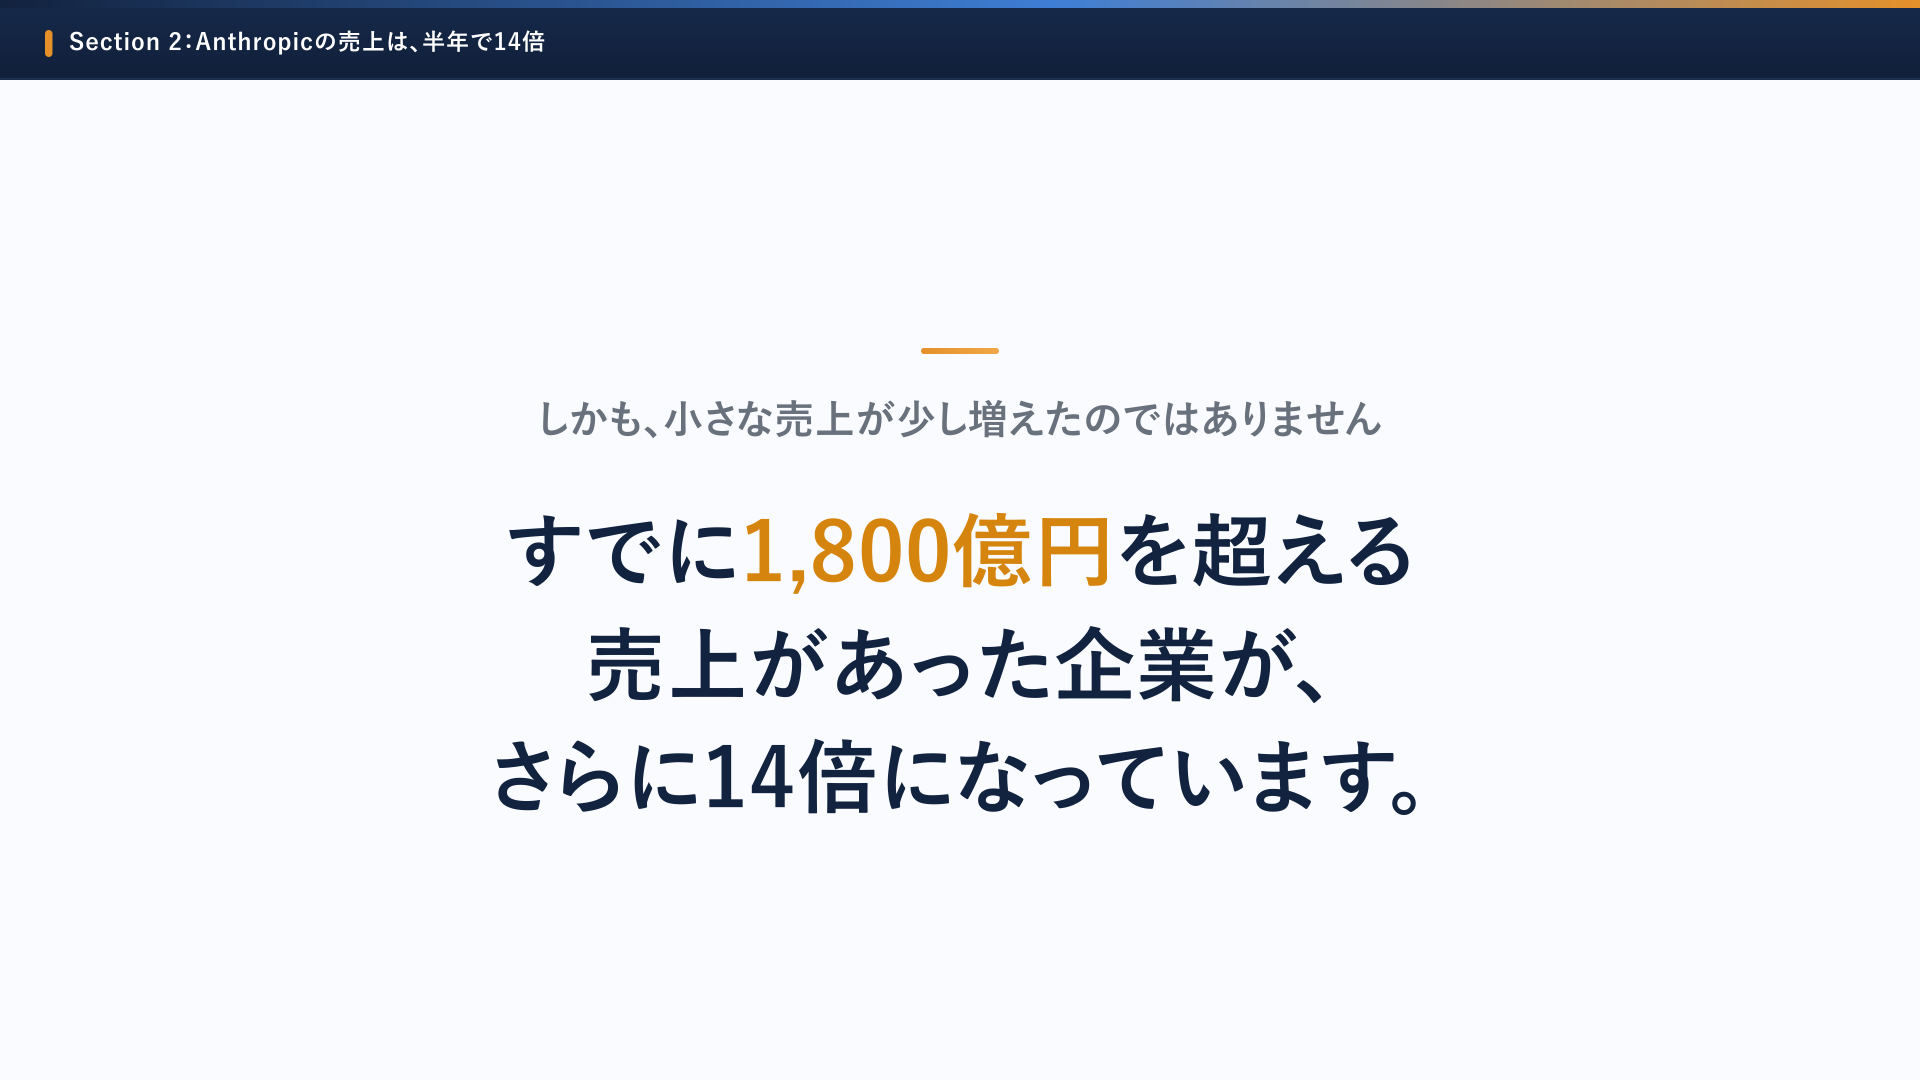 Section 2：Anthropicの売上は、半年で14倍
しかも、小さな売上が少し増えたのではありません
すでに1,800億円を超える
売上があった企業が、
さらに14倍になっています。